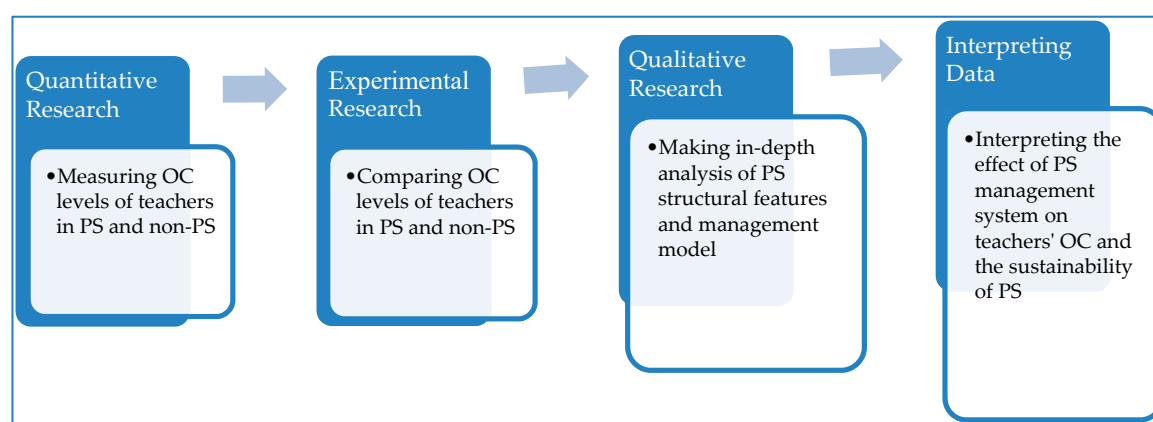 Quantitative
Research
•Measuring OC
levels of teachers
in PS and non-PS
Experimental
Research
•Comparing OC
levels of teachers
in PS and non-PS
Qualitative
Research
•Making in-depth
analysis of PS
structural features
and management
model
Interpreting
Data
•Interpreting the
effect of PS
management
system on
teachers' OC and
the sustainability
of PS